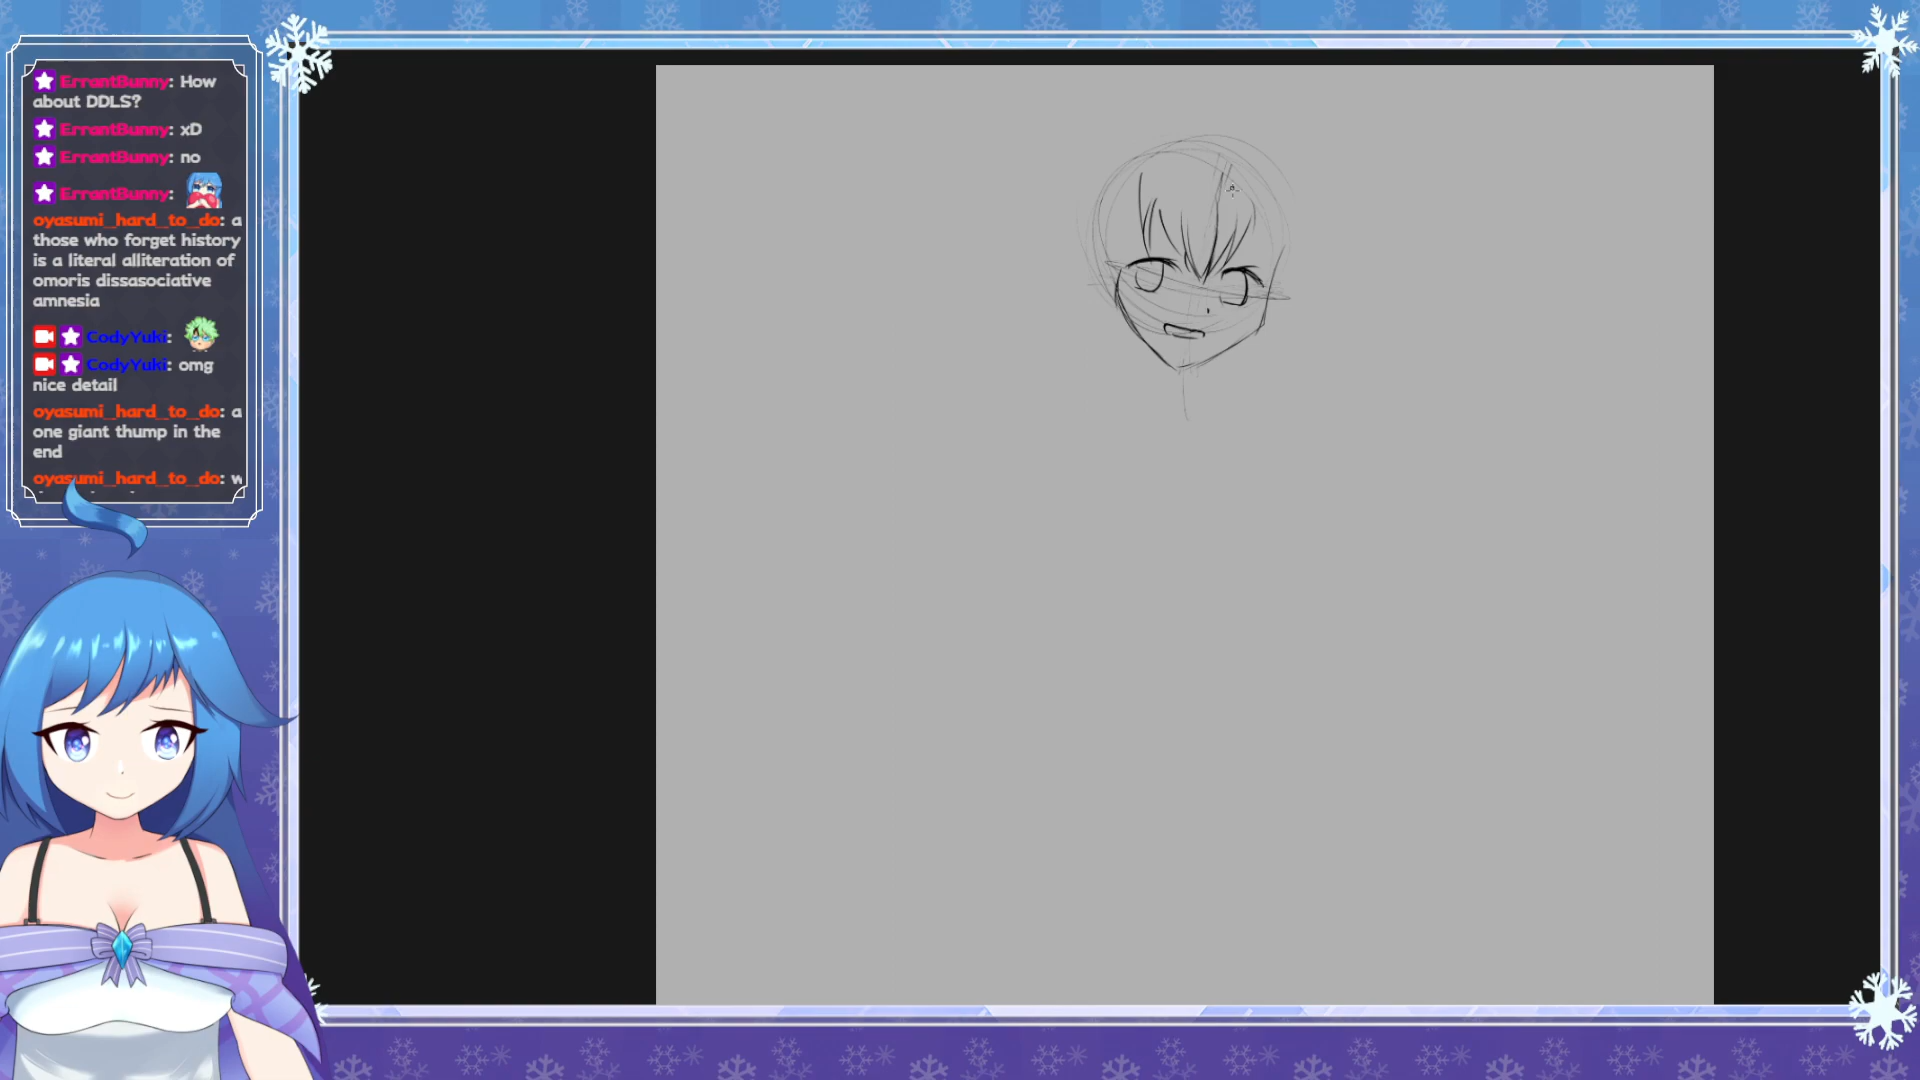 ErrantBunny: How
about DDLS?
ErrantBunny: xD
ErrantBunny: no
ErrantBunny:
oyasumi_hard_to_do: a
those who forget history
is a literal alliteration of
omoris dissasociative
amnesia
CodyYuki:
CodyYuki: omg
nice detail
oyasumi_hard_to_do: a
one giant thump in the
end
oyasumi_hard_to_do: w